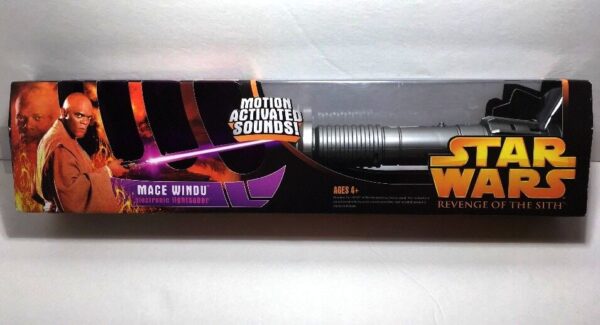 MOTION
ACTIVATED
SOUNDS!
MACE WINDU
electronic lightsaber
AGES 4+
STAR
WARS
REVENGE OF THE SITH